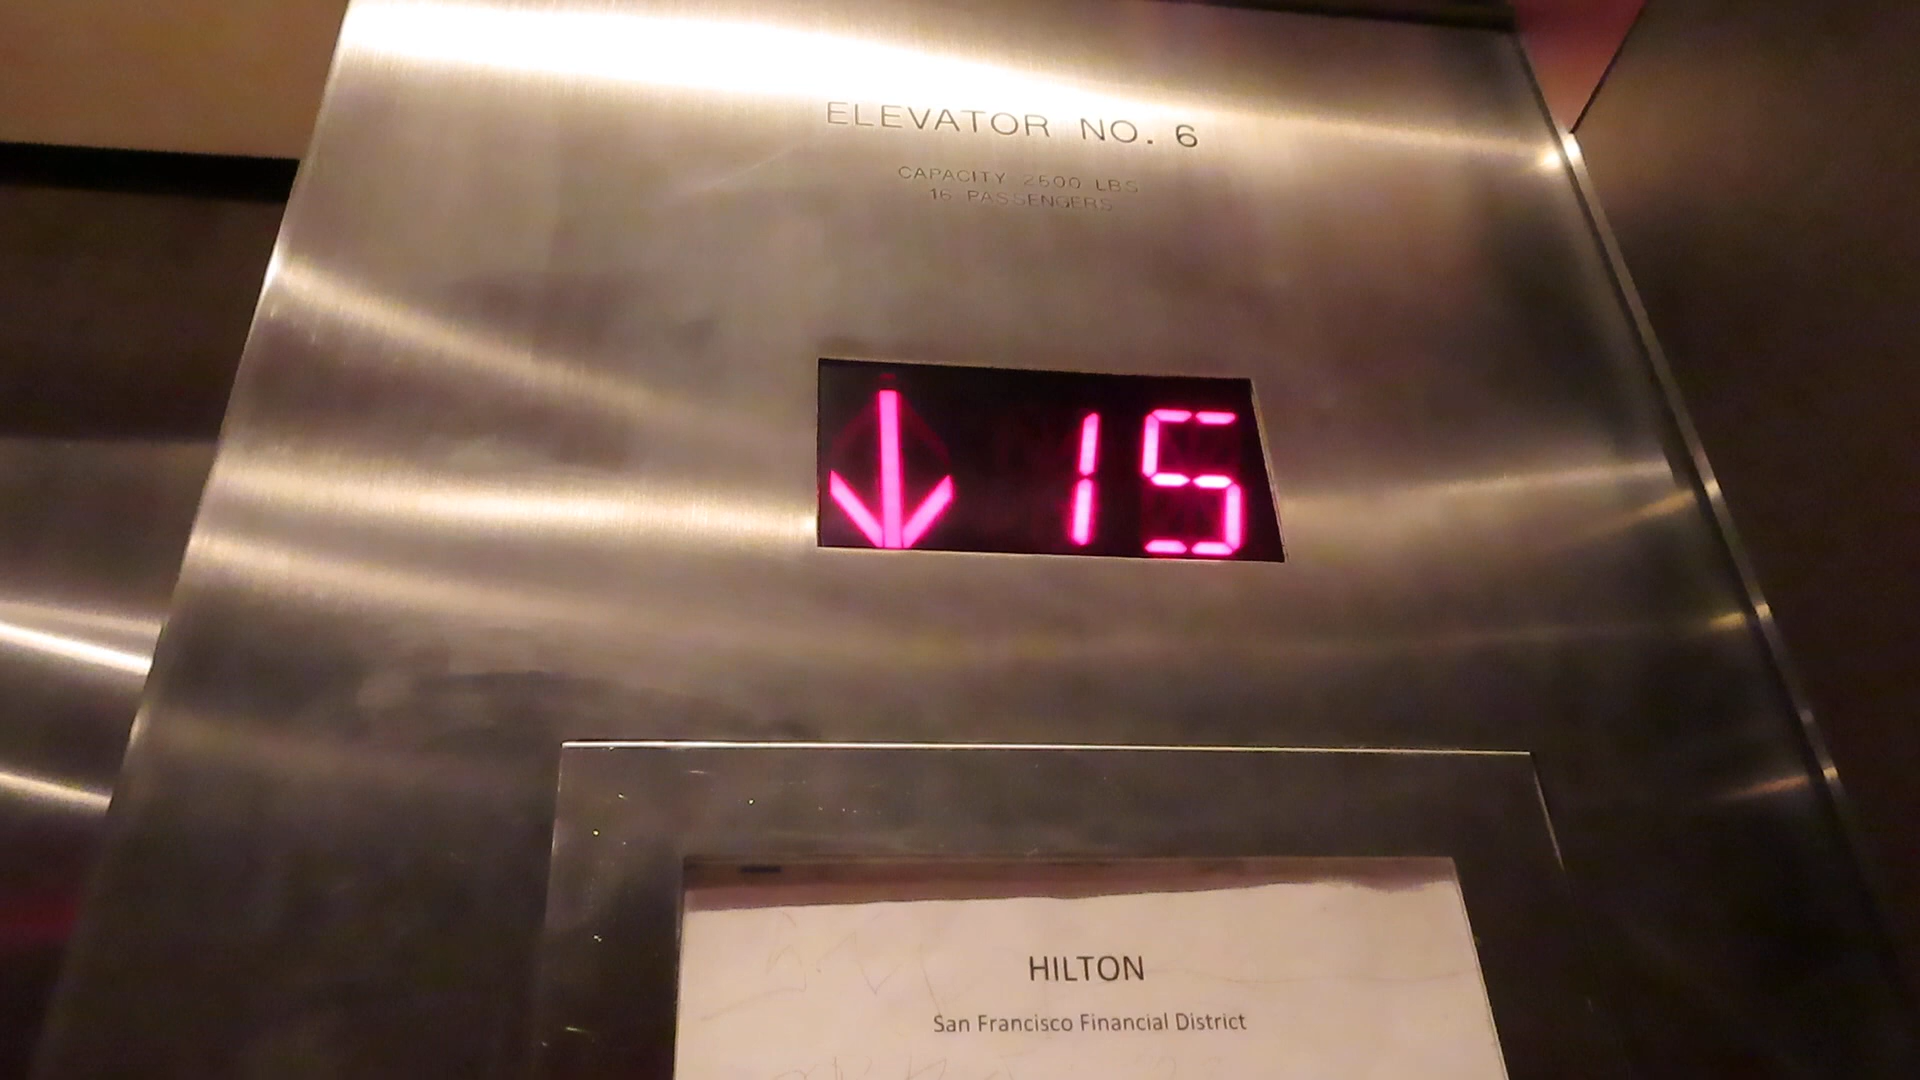 ELEVATOR NO. 6
CAPACITY 2500 LBS
16 PASSENGERS
15
HILTON
San Francisco Financial District